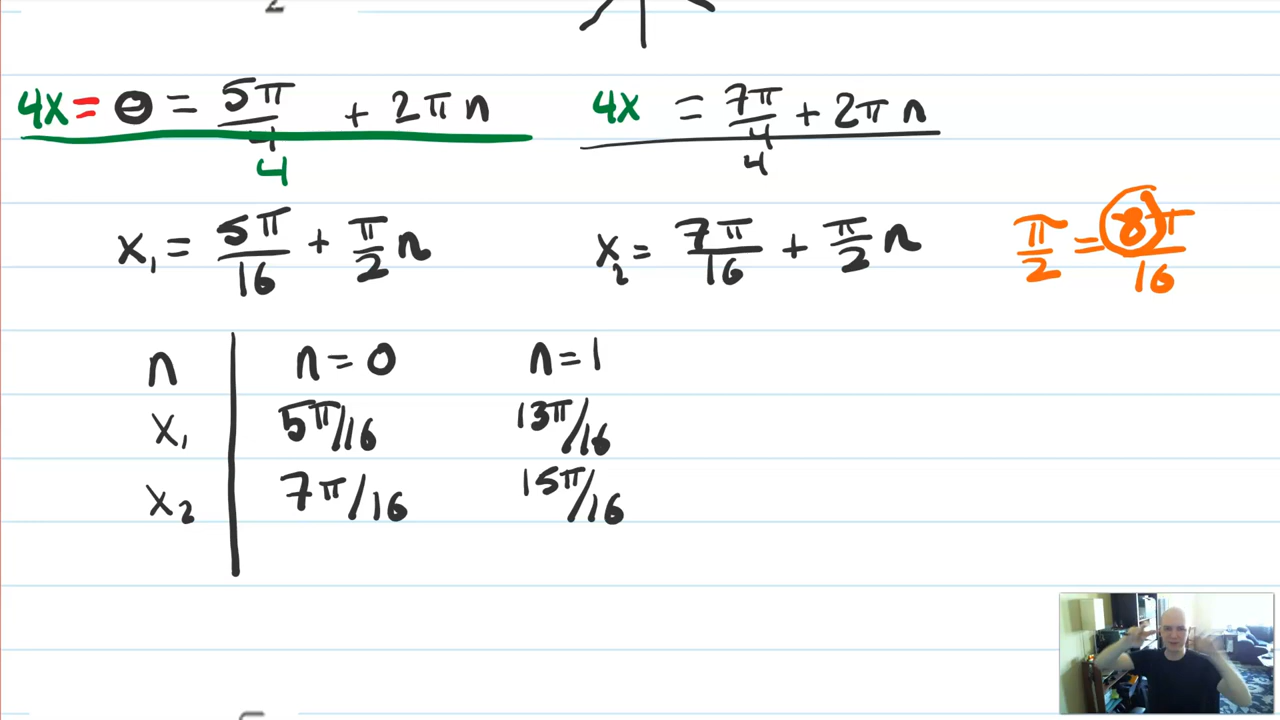 2
4x = θ = 5π/4 + 2πn    4x = 7π/4 + 2πn
4    4
x₁ = 5π/16 + π/2 n    x₂ = 7π/16 + π/2 n    π/2 = 8π/16
n    n = 0    n = 1
x₁    5π/16    13π/16
x₂    7π/16    15π/16